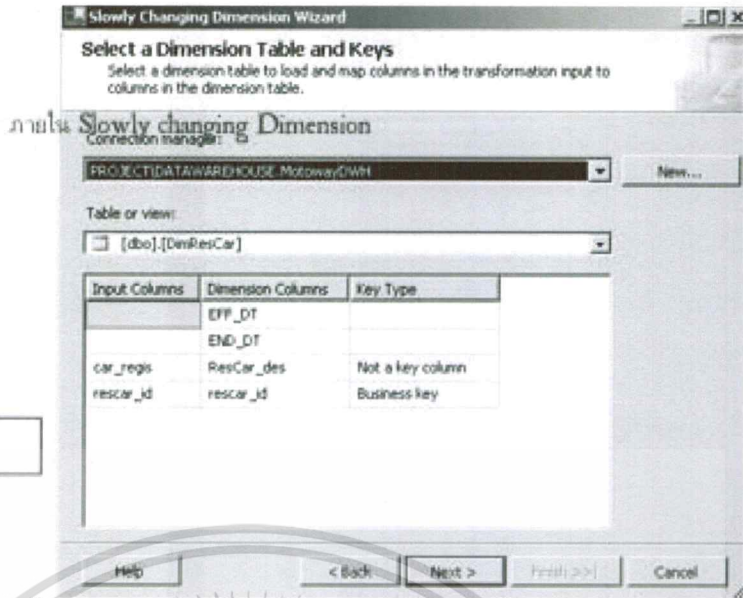 Slowly Changing Dimension Wizard
Select a Dimension Table and Keys
Select a dimension table to load and map columns in the transformation input to
columns in the dimension table.
ภายใน Slowly changing Dimension
Connection manager:
PROJECT\DATAWAREHOUSE.MotowayDWH
New...
Table or view:
[dbo].[DimResCar]
Input Columns Dimension Columns Key Type
EFF_DT
END_DT
car_regis ResCar_des Not a key column
rescar_id rescar_id Business key
Help < Back Next > Finish >>| Cancel